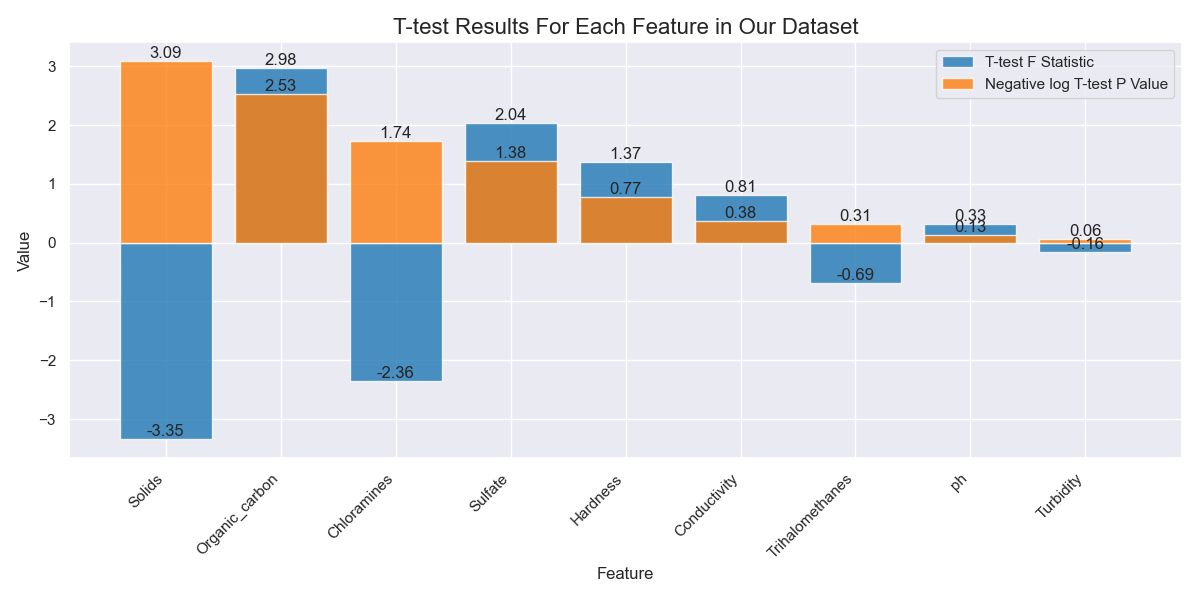 T-test Results For Each Feature in Our Dataset
T-test F Statistic
Negative log T-test P Value
Value
3
2
1
0
−1
−2
−3
3.09
-3.35
2.98
2.53
1.74
-2.36
2.04
1.38
1.37
0.77
0.81
0.38
0.31
-0.69
0.33
0.13
0.06
-0.16
Solids
Organic_carbon
Chloramines
Sulfate
Hardness
Conductivity
Trihalomethanes
ph
Turbidity
Feature